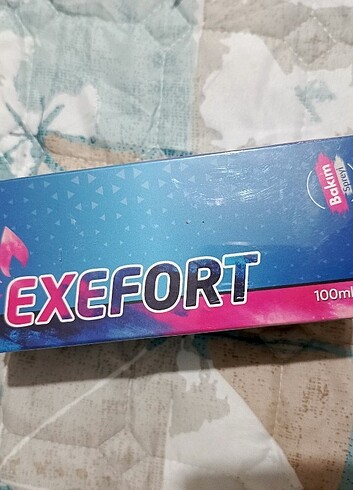 Bakım
Spreyi
EXEFORT
100ml